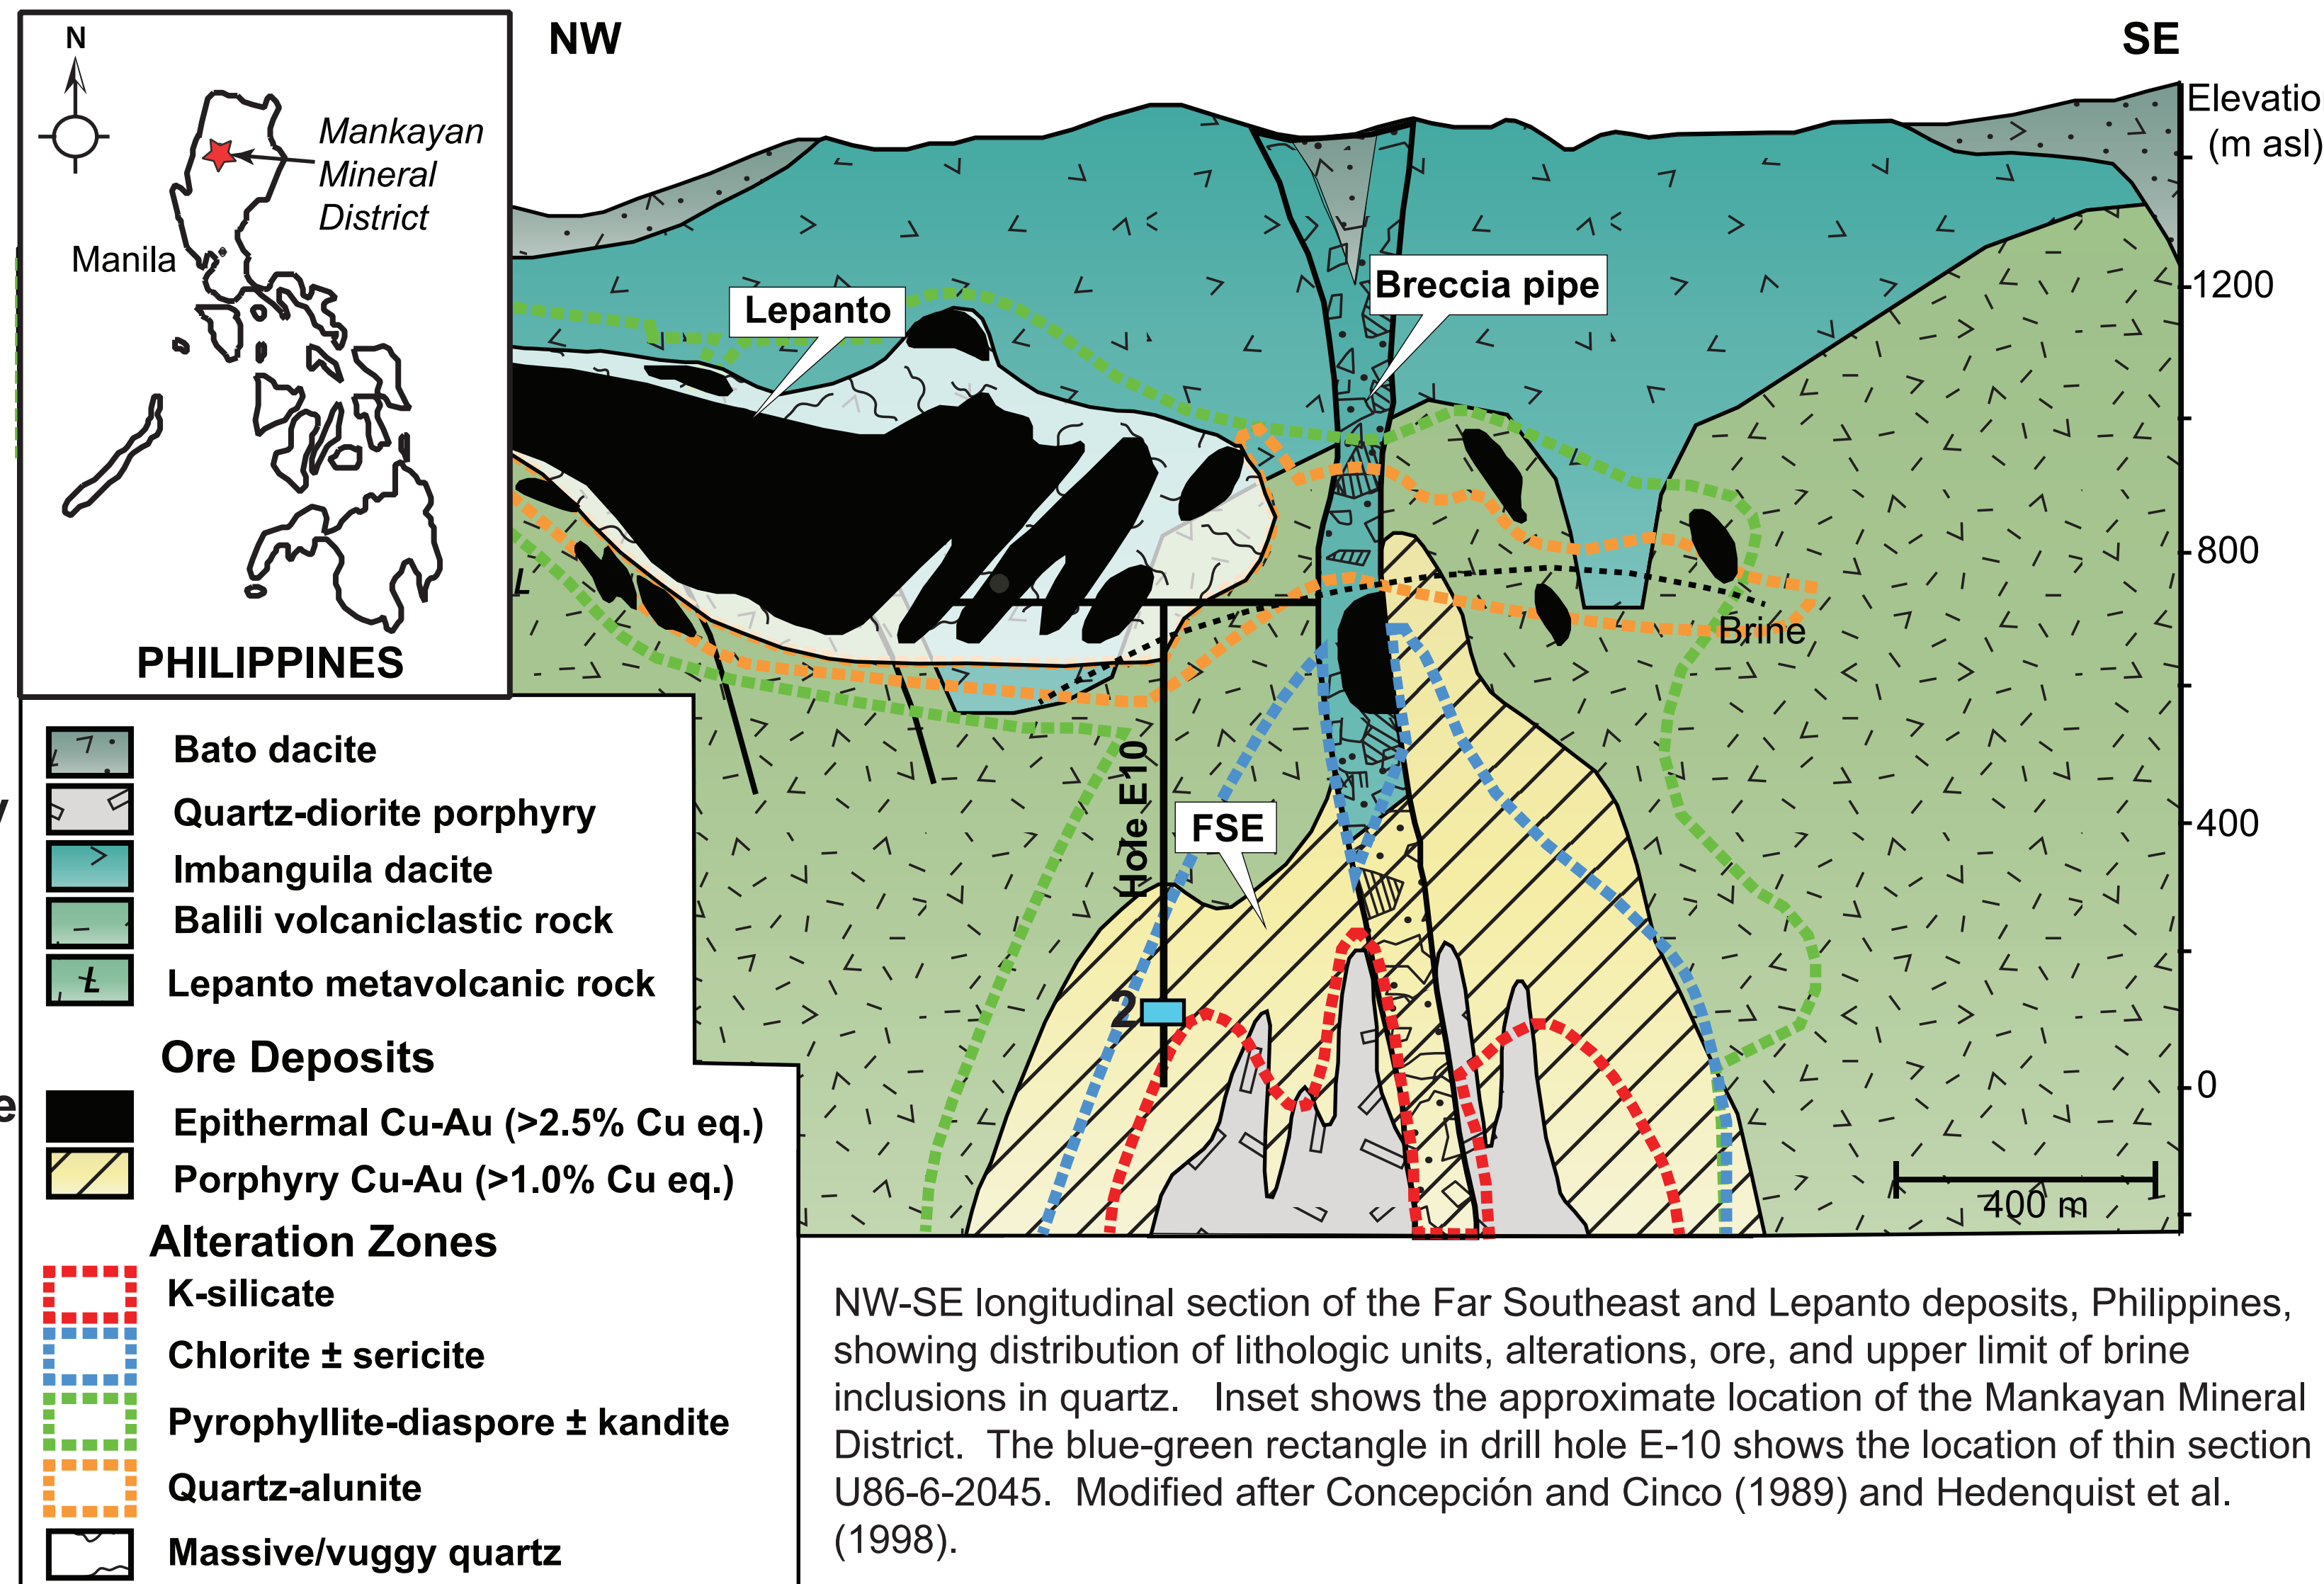 N
Mankayan
Mineral
District
Manila
PHILIPPINES
NW
SE
Elevatio
(m asl)
1200
800
400
0
Lepanto
Breccia pipe
Brine
L
Hole E10
FSE
2
400 m
y
e
Bato dacite
Quartz-diorite porphyry
Imbanguila dacite
Balili volcaniclastic rock
Ł
Lepanto metavolcanic rock
Ore Deposits
Epithermal Cu-Au (>2.5% Cu eq.)
Porphyry Cu-Au (>1.0% Cu eq.)
Alteration Zones
K-silicate
Chlorite ± sericite
Pyrophyllite-diaspore ± kandite
Quartz-alunite
Massive/vuggy quartz
NW-SE longitudinal section of the Far Southeast and Lepanto deposits, Philippines,
showing distribution of lithologic units, alterations, ore, and upper limit of brine
inclusions in quartz. Inset shows the approximate location of the Mankayan Mineral
District. The blue-green rectangle in drill hole E-10 shows the location of thin section
U86-6-2045. Modified after Concepción and Cinco (1989) and Hedenquist et al.
(1998).